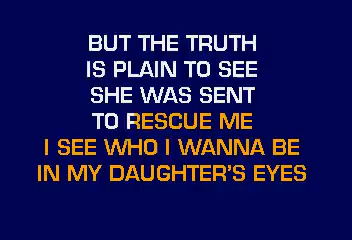 BUT THE TRUTH
IS PLAIN TO SEE
SHE WAS SENT
TO RESCUE ME
I SEE WHO I WANNA BE
IN MY DAUGHTER'S EYES